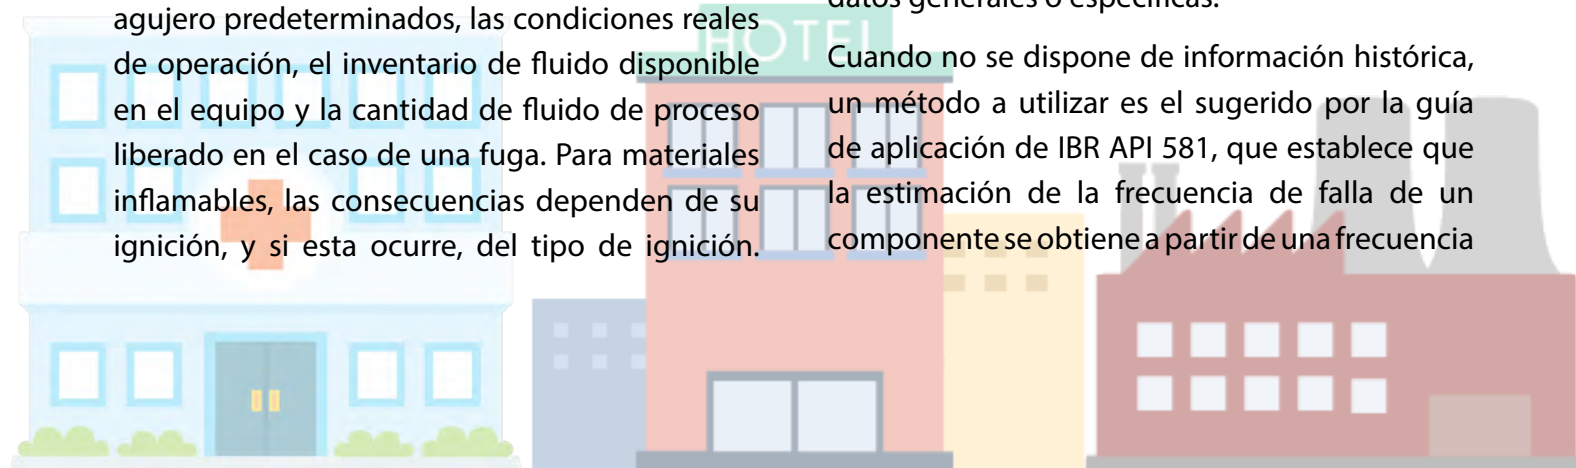 agujero predeterminados, las condiciones reales
de operación, el inventario de fluido disponible
en el equipo y la cantidad de fluido de proceso
liberado en el caso de una fuga. Para materiales
inflamables, las consecuencias dependen de su
ignición, y si esta ocurre, del tipo de ignición.
datos generales o específicas.
Cuando no se dispone de información histórica,
un método a utilizar es el sugerido por la guía
de aplicación de IBR API 581, que establece que
la estimación de la frecuencia de falla de un
componente se obtiene a partir de una frecuencia
HOTEL